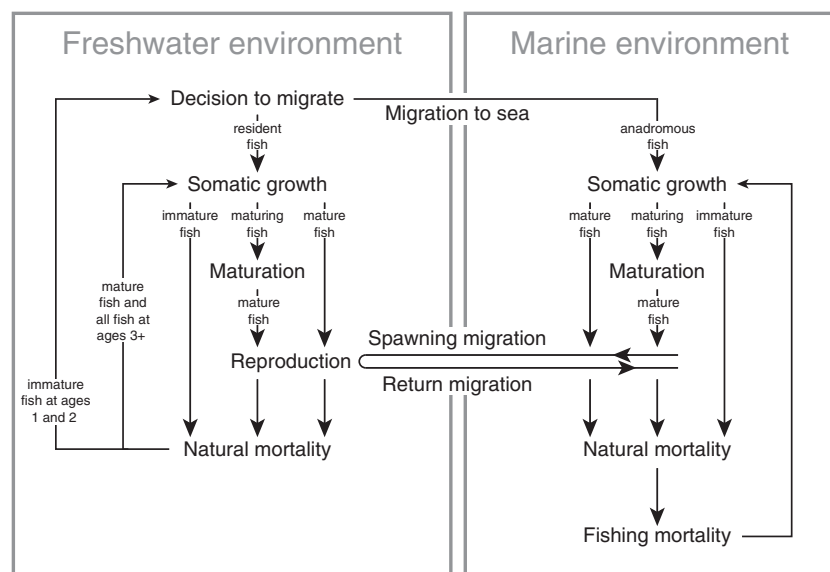 Freshwater environment
Marine environment
Decision to migrate
Migration to sea
resident
fish
anadromous
fish
Somatic growth
Somatic growth
immature
fish
maturing
fish
mature
fish
mature
fish
maturing
fish
immature
fish
Maturation
Maturation
mature
fish and
all fish at
ages 3+
mature
fish
mature
fish
Spawning migration
Reproduction
Return migration
immature
fish at ages
1 and 2
Natural mortality
Natural mortality
Fishing mortality